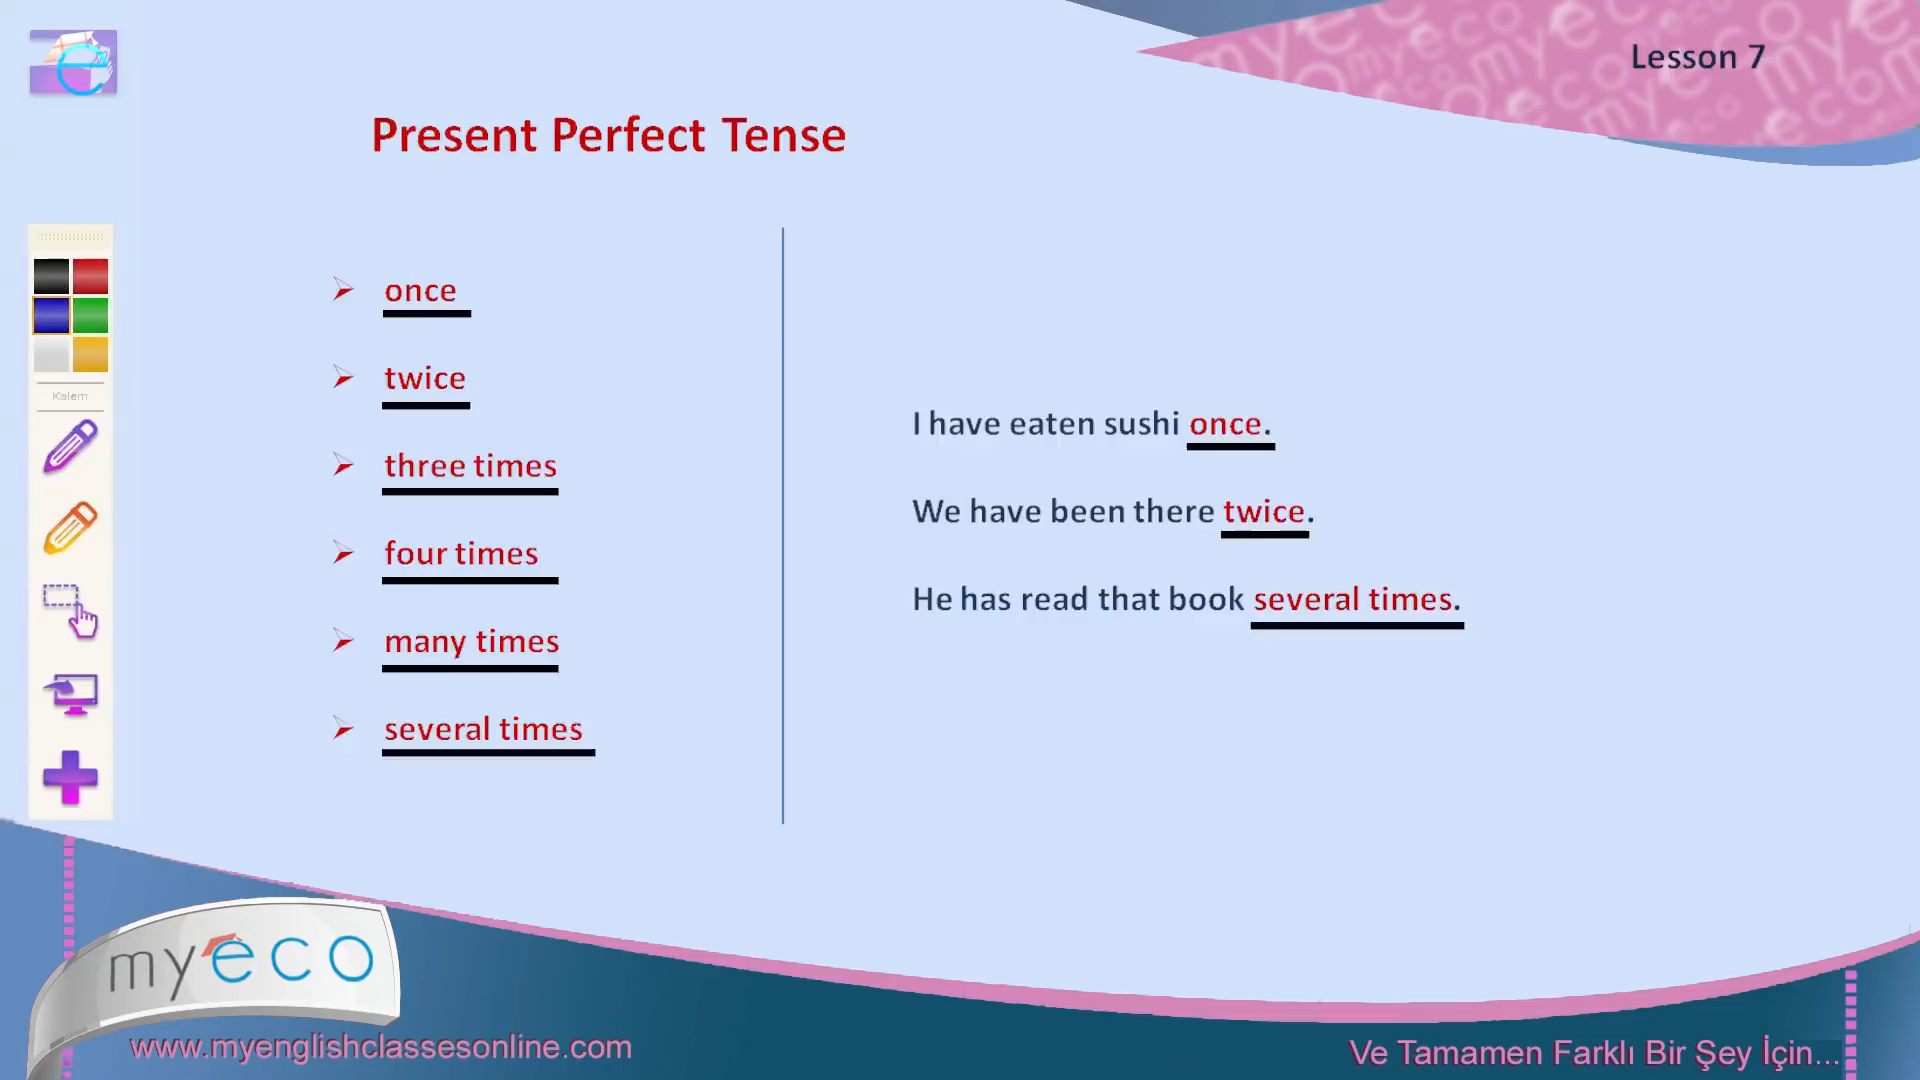 Lesson 7
Present Perfect Tense
once
twice
three times
four times
many times
several times
I have eaten sushi once.
We have been there twice.
He has read that book several times.
Kalem
myeco
www.myenglishclassesonline.com
Ve Tamamen Farklı Bir Şey İçin...